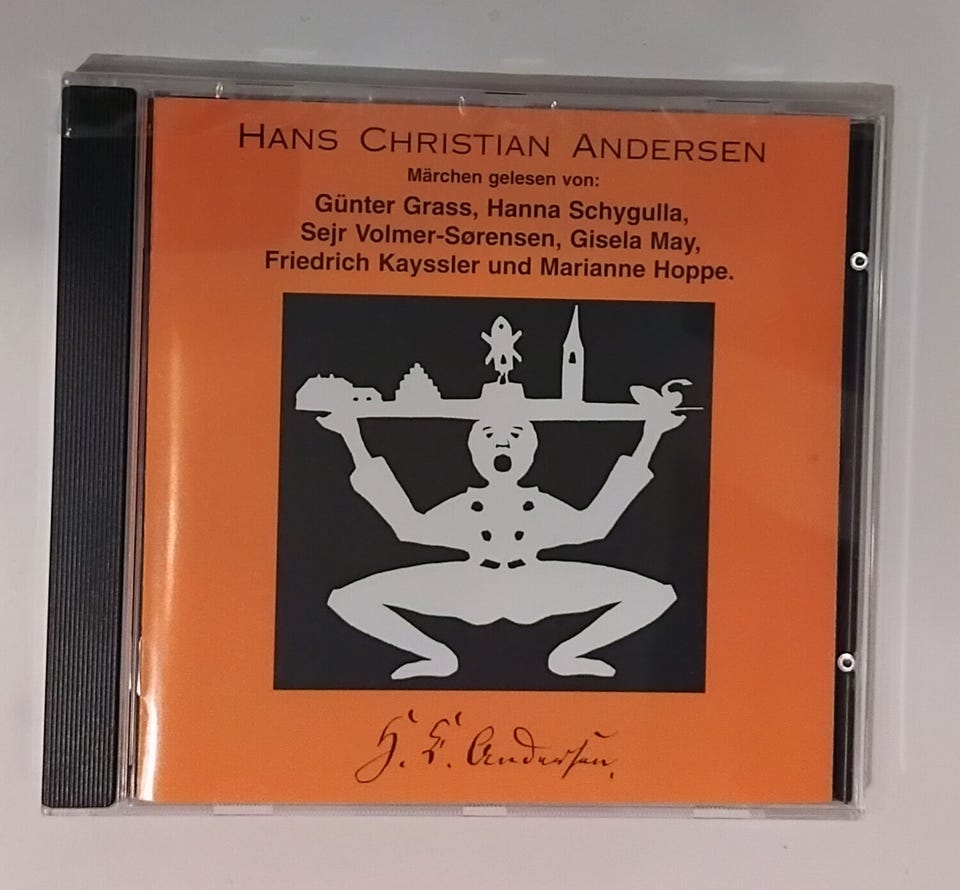 HANS CHRISTIAN ANDERSEN
Märchen gelesen von:
Günter Grass, Hanna Schygulla,
Sejr Volmer-Sørensen, Gisela May,
Friedrich Kayssler und Marianne Hoppe.
H. C. Andersen.